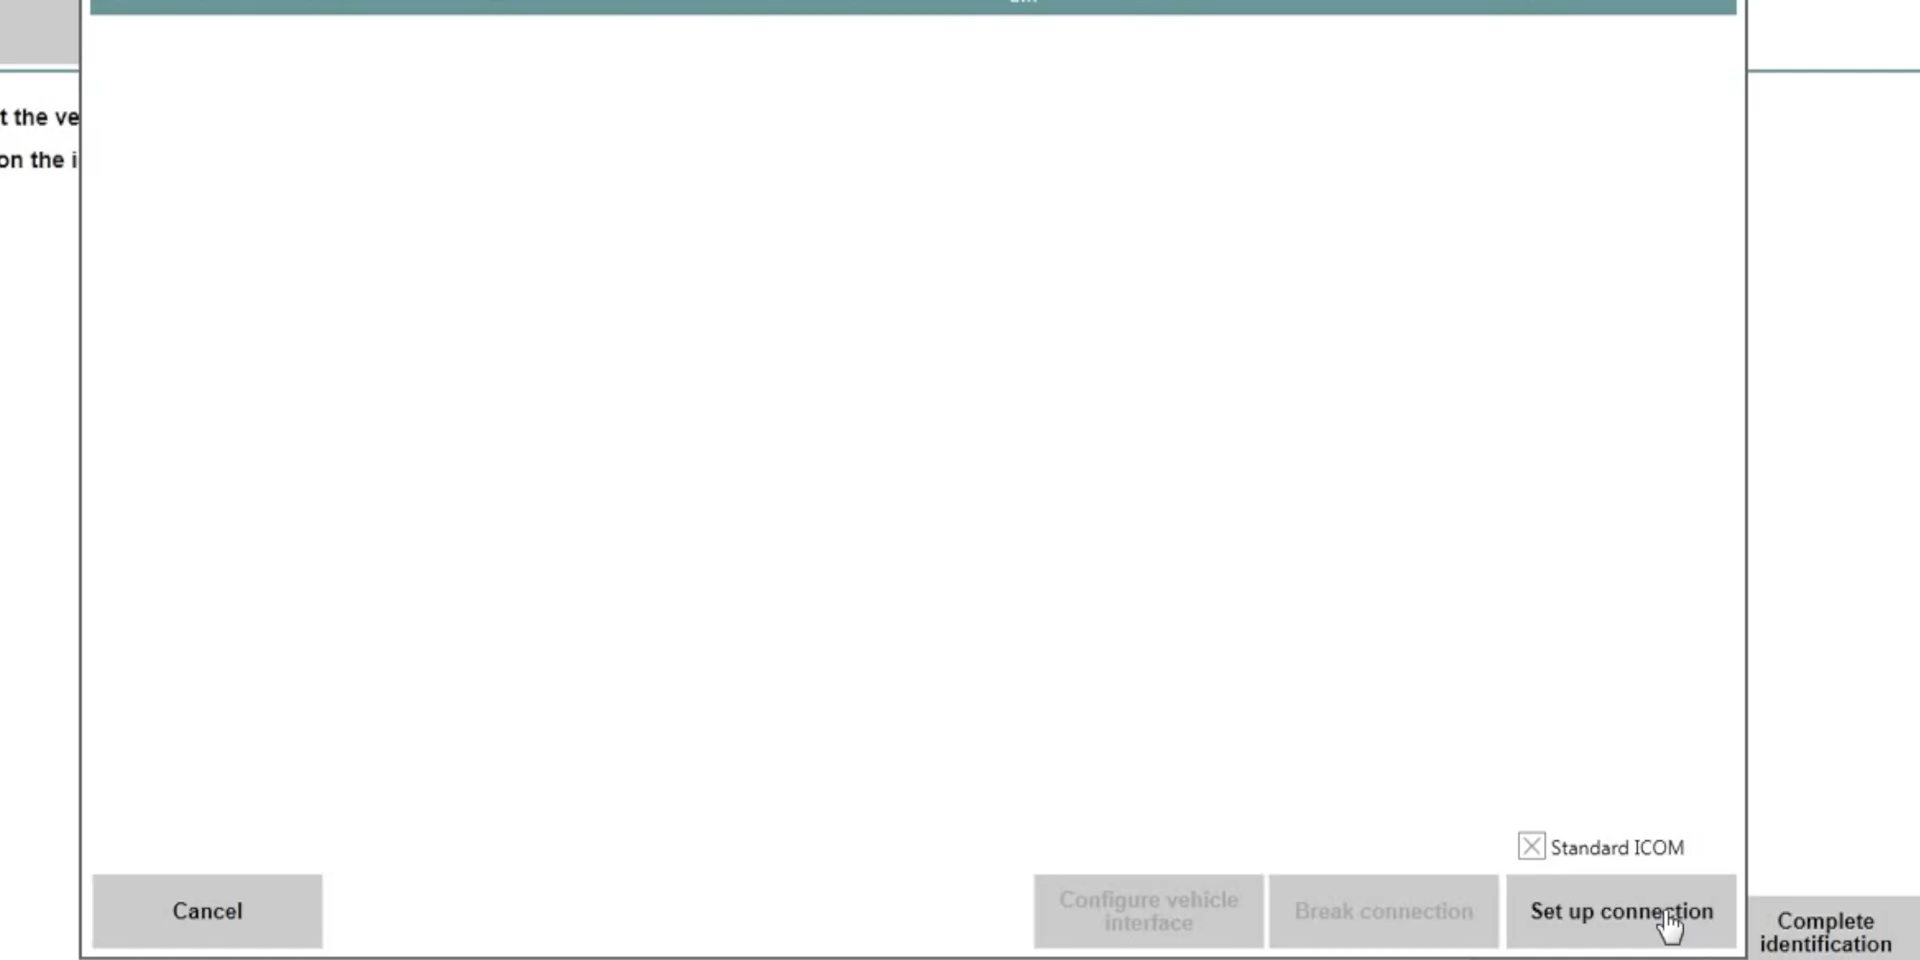 t the ve
on the i
Standard ICOM
Cancel
Configure vehicle
interface
Break connection
Set up connection
Complete
identification